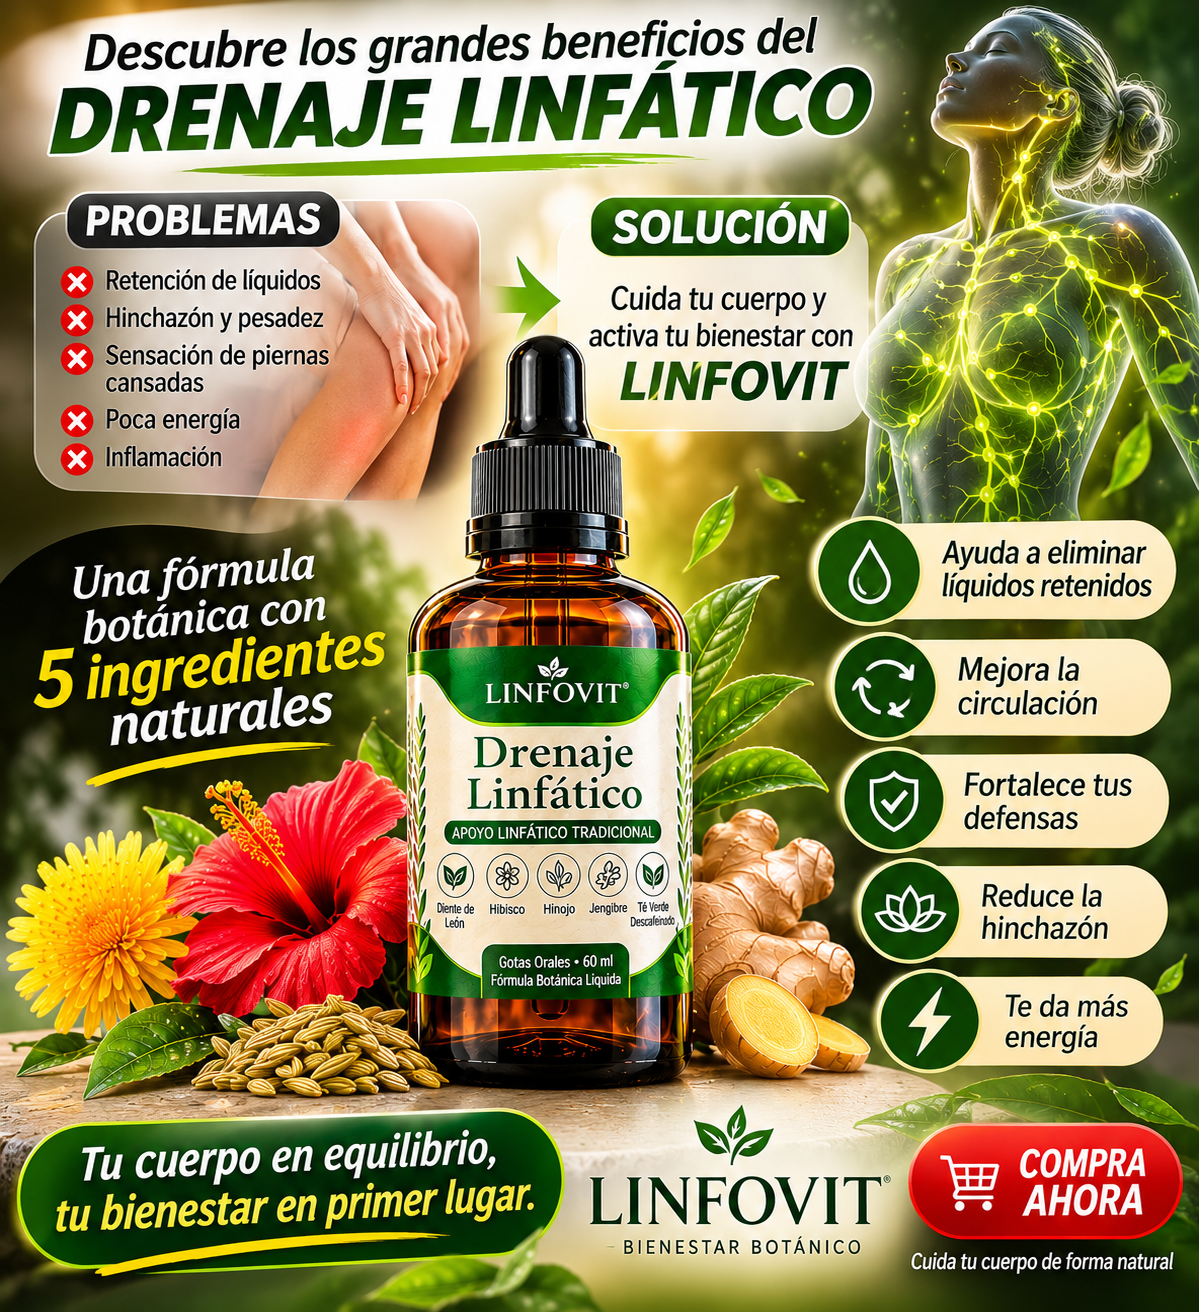 Descubre los grandes beneficios del
DRENAJE LINFÁTICO
PROBLEMAS
Retención de líquidos
Hinchazón y pesadez
Sensación de piernas
cansadas
Poca energía
Inflamación
SOLUCIÓN
Cuida tu cuerpo y
activa tu bienestar con
LINFOVIT
Una fórmula
botánica con
5 ingredientes
naturales
LINFOVIT®
Drenaje
Linfático
APOYO LINFÁTICO TRADICIONAL
Diente de
León
Hibisco
Hinojo
Jengibre
Té Verde
Descafeinado
Gotas Orales • 60 ml
Fórmula Botánica Liquida
Ayuda a eliminar
líquidos retenidos
Mejora la
circulación
Fortalece tus
defensas
Reduce la
hinchazón
Te da más
energía
Tu cuerpo en equilibrio,
tu bienestar en primer lugar.
LINFOVIT®
BIENESTAR BOTÁNICO
COMPRA
AHORA
Cuida tu cuerpo de forma natural